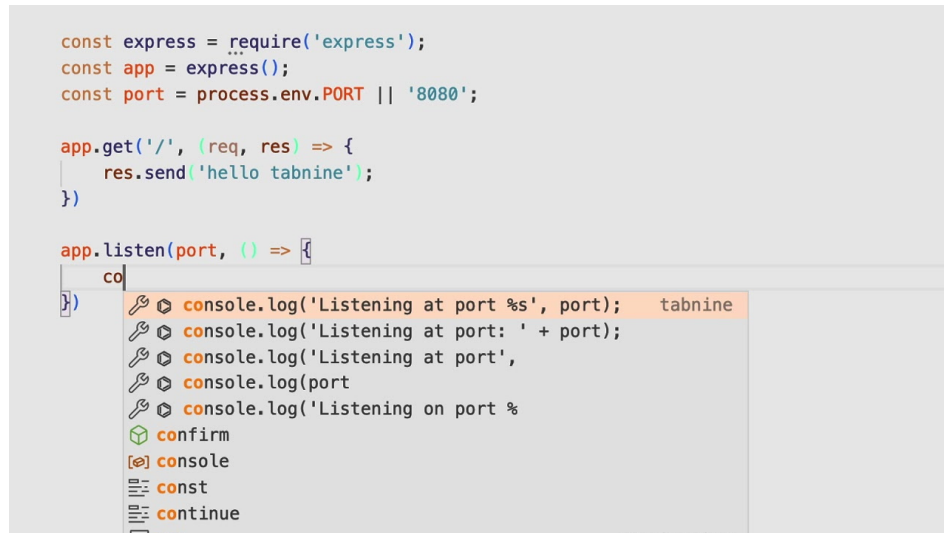 const express = require('express');
const app = express();
const port = process.env.PORT || '8080';
app.get('/', (req, res) => {
res.send('hello tabnine');
})
app.listen(port, () => {
co
})
console.log('Listening at port %s', port); tabnine
console.log('Listening at port: ' + port);
console.log('Listening at port',
console.log(port
console.log('Listening on port %
confirm
console
const
continue